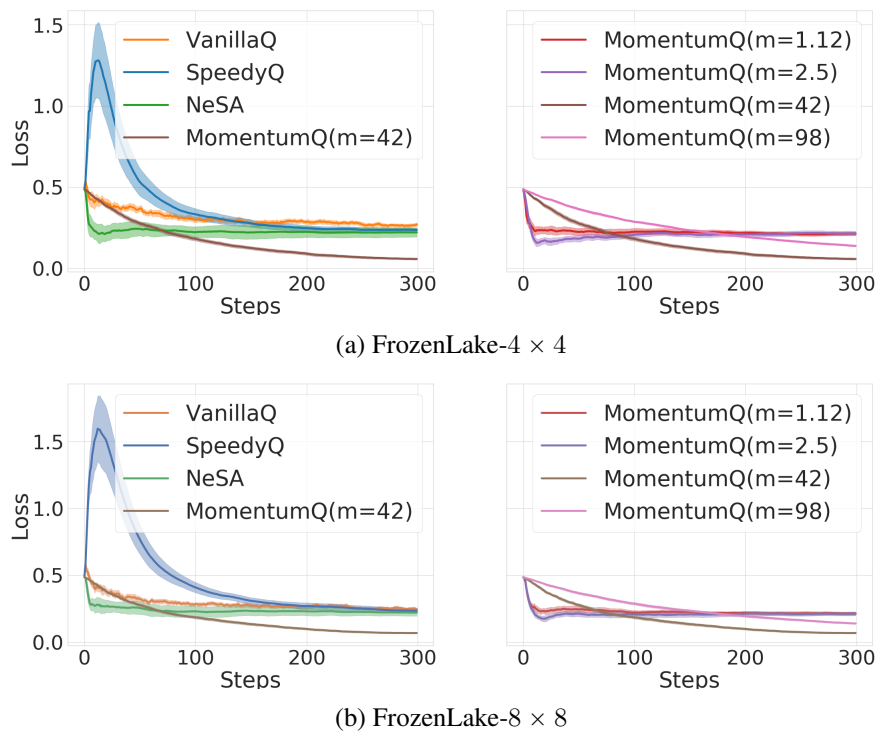 1.5
1.0
0.5
0.0
Loss
VanillaQ
SpeedyQ
NeSA
MomentumQ(m=42)
0 100 200 300
Steps
MomentumQ(m=1.12)
MomentumQ(m=2.5)
MomentumQ(m=42)
MomentumQ(m=98)
0 100 200 300
Steps
(a) FrozenLake-4 × 4
1.5
1.0
0.5
0.0
Loss
VanillaQ
SpeedyQ
NeSA
MomentumQ(m=42)
0 100 200 300
Steps
MomentumQ(m=1.12)
MomentumQ(m=2.5)
MomentumQ(m=42)
MomentumQ(m=98)
0 100 200 300
Steps
(b) FrozenLake-8 × 8